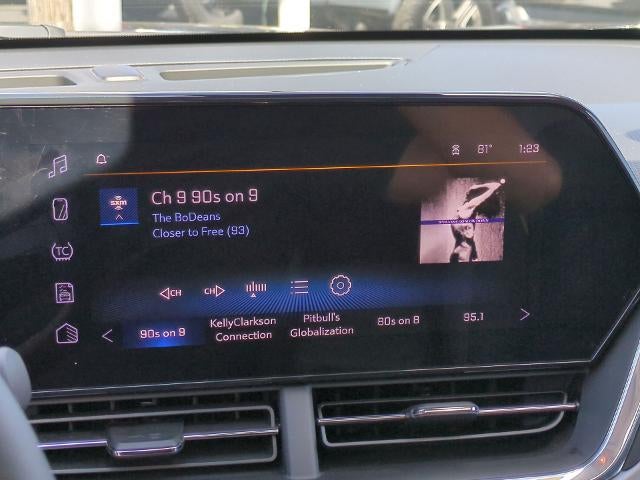 81° 1:23
sxm
Ch 9 90s on 9
The BoDeans
Closer to Free (93)
TC
CH CH
90s on 9
KellyClarkson
Connection
Pitbull's
Globalization
80s on 8
95.1